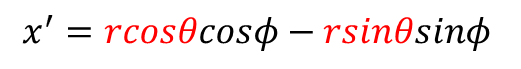 x′ = rcosθcosϕ − rsinθsinϕ